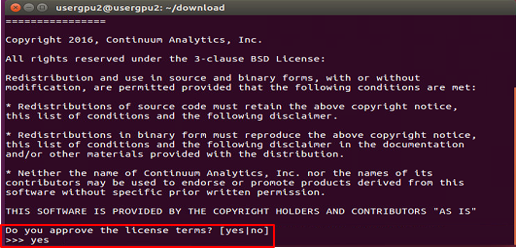 usergpu2@usergpu2: ~/download
================
Copyright 2016, Continuum Analytics, Inc.
All rights reserved under the 3-clause BSD License:
Redistribution and use in source and binary forms, with or without
modification, are permitted provided that the following conditions are met:
* Redistributions of source code must retain the above copyright notice,
this list of conditions and the following disclaimer.
* Redistributions in binary form must reproduce the above copyright notice,
this list of conditions and the following disclaimer in the documentation
and/or other materials provided with the distribution.
* Neither the name of Continuum Analytics, Inc. nor the names of its
contributors may be used to endorse or promote products derived from this
software without specific prior written permission.
THIS SOFTWARE IS PROVIDED BY THE COPYRIGHT HOLDERS AND CONTRIBUTORS "AS IS"
Do you approve the license terms? [yes|no]
>>> yes